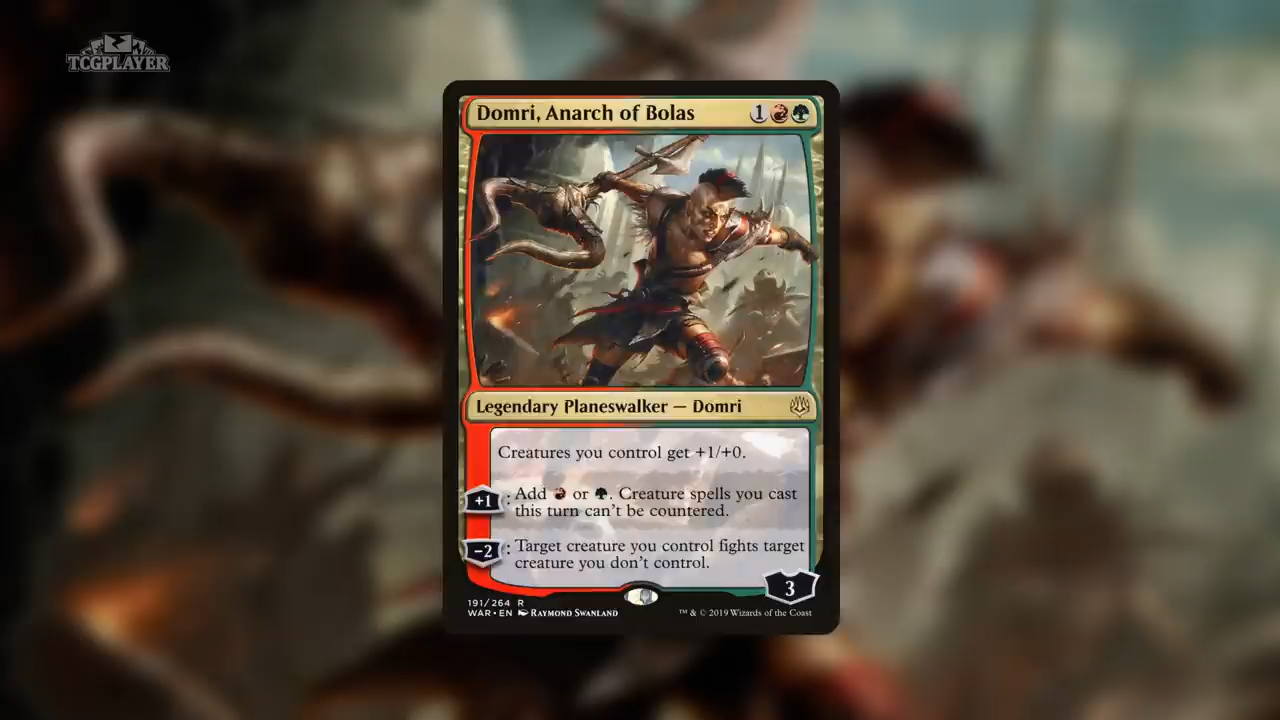 TCGPLAYER
Domri, Anarch of Bolas 1
Legendary Planeswalker — Domri
Creatures you control get +1/+0.
+1 : Add or . Creature spells you cast
this turn can't be countered.
−2 : Target creature you control fights target
creature you don't control.
3
191/264 R
WAR • EN Raymond Swanland
™ & © 2019 Wizards of the Coast